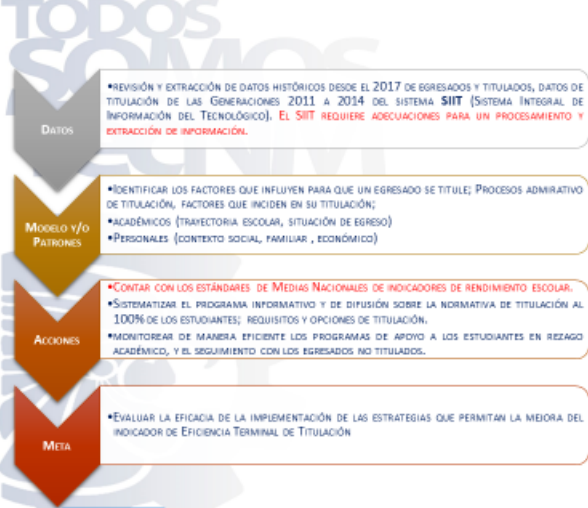 TODOS
SOMOS
TECNM
DATOS
•REVISIÓN Y EXTRACCIÓN DE DATOS HISTÓRICOS DESDE EL 2017 DE EGRESADOS Y TITULADOS, DATOS DE
TITULACIÓN DE LAS GENERACIONES 2011 A 2014 DEL SISTEMA SIIT (SISTEMA INTEGRAL DE
INFORMACIÓN DEL TECNOLÓGICO). EL SIIT REQUIERE ADECUACIONES PARA UN PROCESAMIENTO Y
EXTRACCIÓN DE INFORMACIÓN.
MODELO Y/O
PATRONES
•IDENTIFICAR LOS FACTORES QUE INFLUYEN PARA QUE UN EGRESADO SE TITULE; PROCESOS ADMIRATIVO
DE TITULACIÓN, FACTORES QUE INCIDEN EN SU TITULACIÓN;
•ACADÉMICOS (TRAYECTORIA ESCOLAR, SITUACIÓN DE EGRESO)
•PERSONALES (CONTEXTO SOCIAL, FAMILIAR , ECONÓMICO)
ACCIONES
•CONTAR CON LOS ESTÁNDARES DE MEDIAS NACIONALES DE INDICADORES DE RENDIMIENTO ESCOLAR.
•SISTEMATIZAR EL PROGRAMA INFORMATIVO Y DE DIFUSIÓN SOBRE LA NORMATIVA DE TITULACIÓN AL
100% DE LOS ESTUDIANTES; REQUISITOS Y OPCIONES DE TITULACIÓN.
•MONITOREAR DE MANERA EFICIENTE LOS PROGRAMAS DE APOYO A LOS ESTUDIANTES EN REZAGO
ACADÉMICO, Y EL SEGUIMIENTO CON LOS EGRESADOS NO TITULADOS.
META
•EVALUAR LA EFICACIA DE LA IMPLEMENTACIÓN DE LAS ESTRATEGIAS QUE PERMITAN LA MEJORA DEL
INDICADOR DE EFICIENCIA TERMINAL DE TITULACIÓN